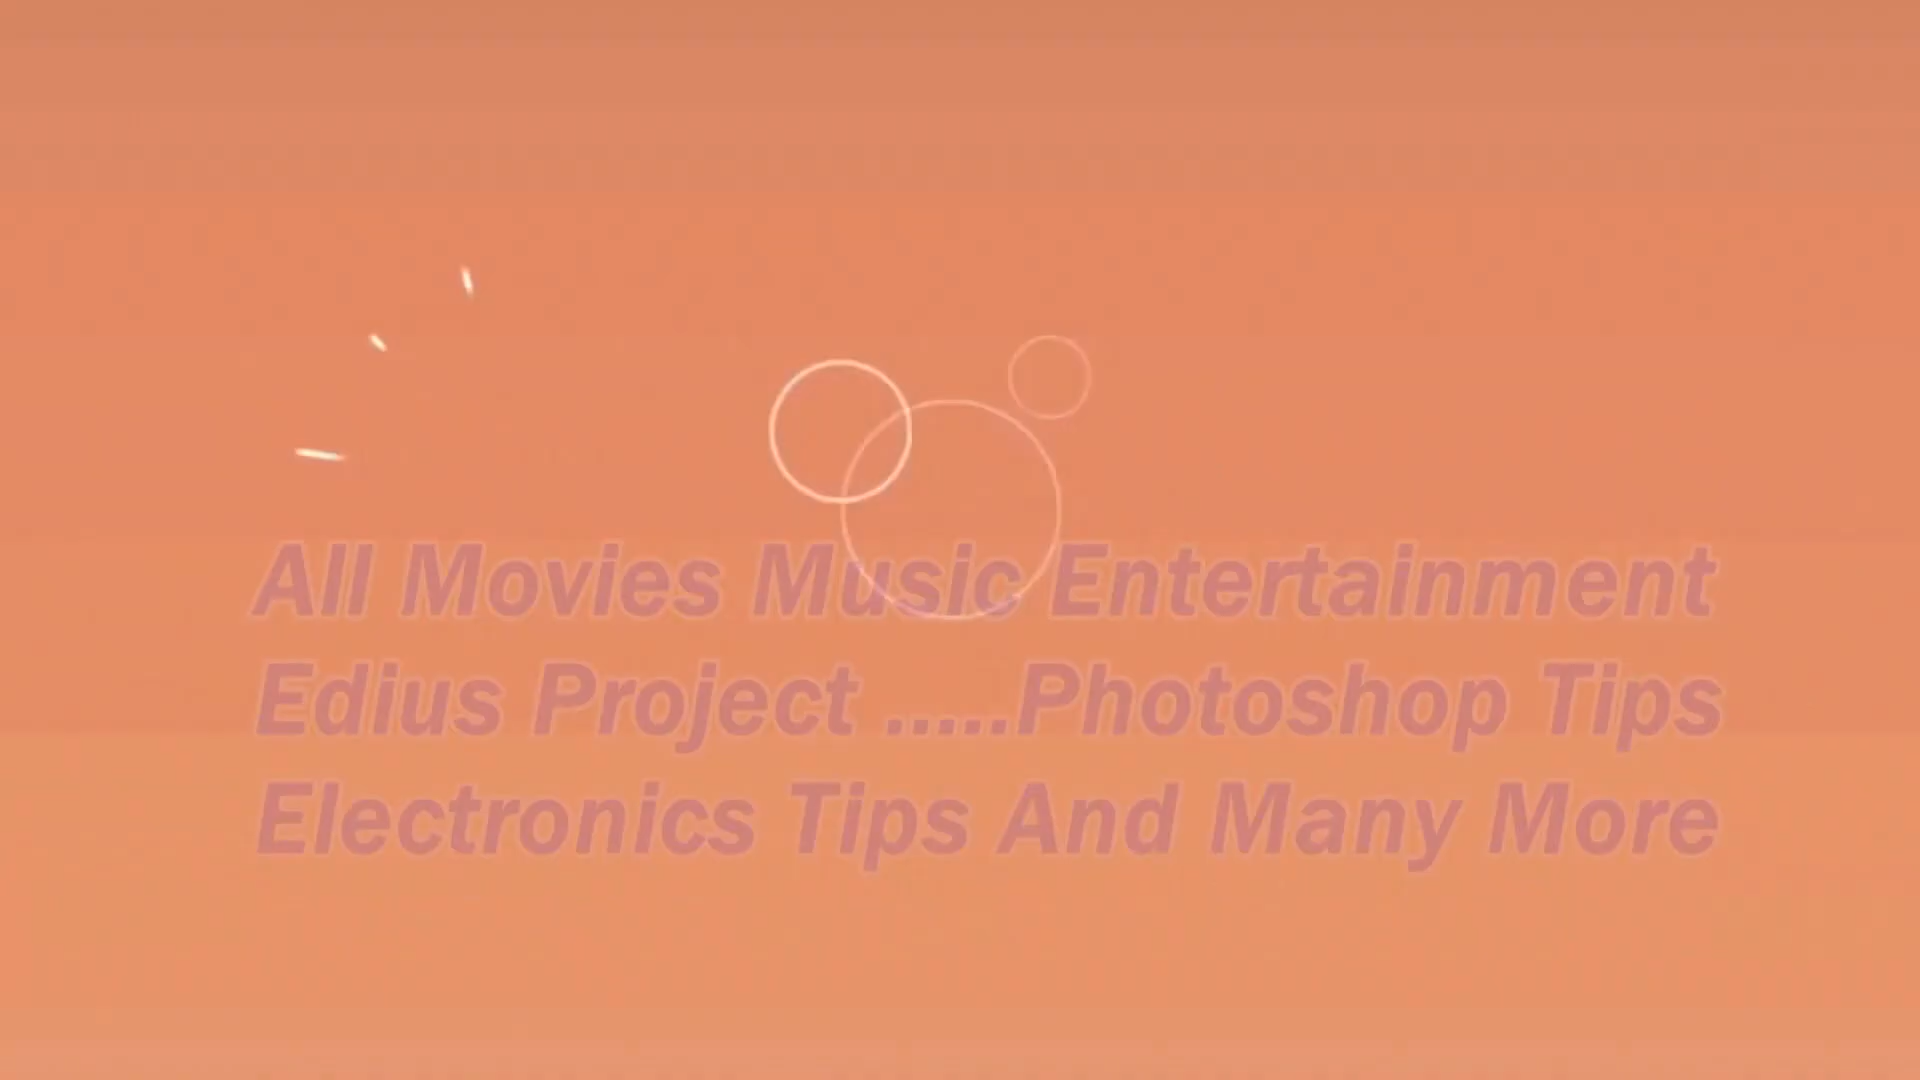 All Movies Music Entertainment
Edius Project .....Photoshop Tips
Electronics Tips And Many More